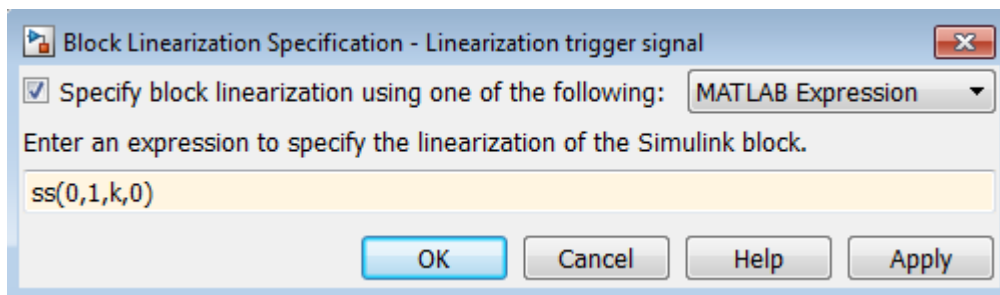 Block Linearization Specification - Linearization trigger signal
Specify block linearization using one of the following: MATLAB Expression
Enter an expression to specify the linearization of the Simulink block.
ss(0,1,k,0)
OK Cancel Help Apply